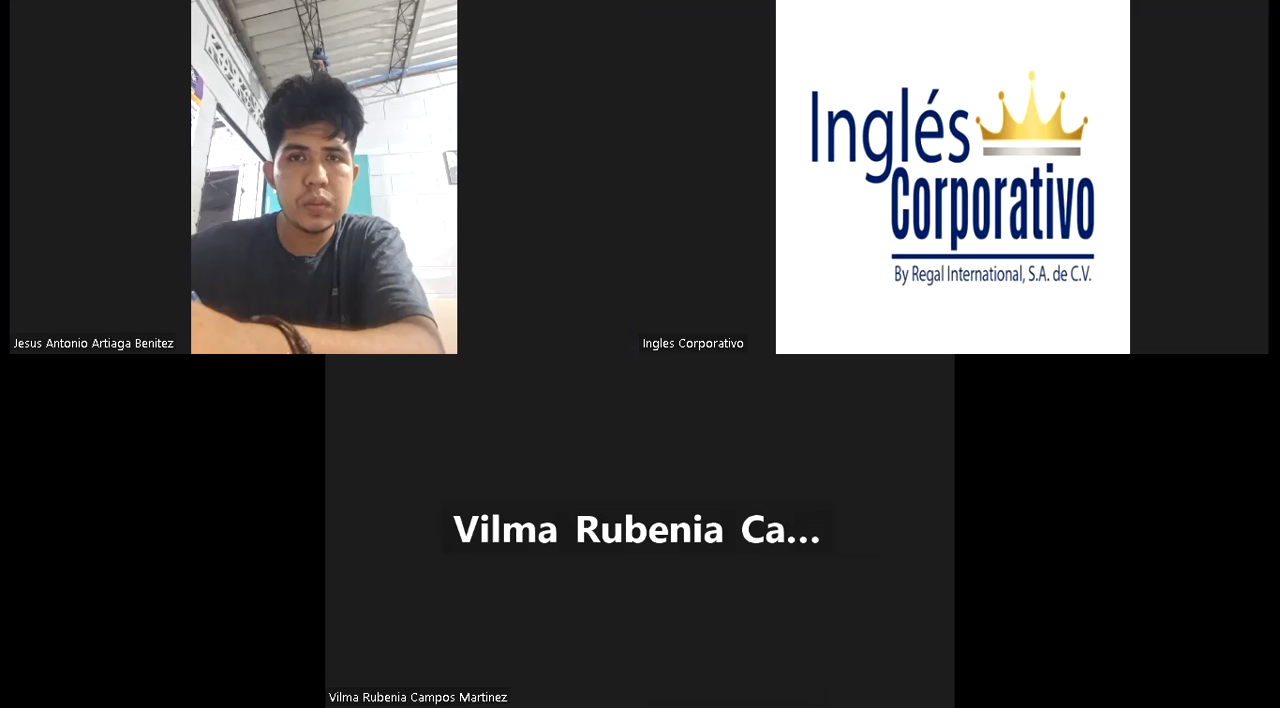 Inglés
Corporativo
By Regal International, S.A. de C.V.
Jesus Antonio Artiaga Benitez
Ingles Corporativo
Vilma Rubenia Ca...
Vilma Rubenia Campos Martinez